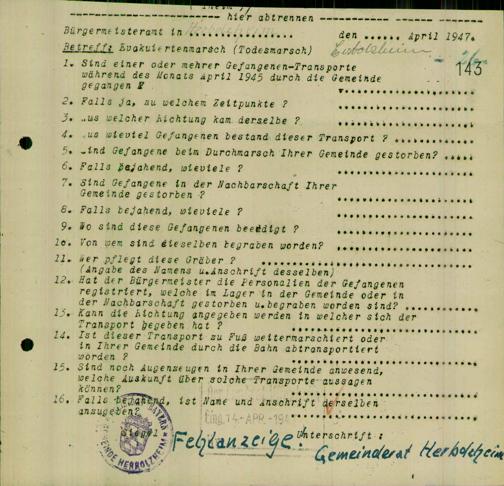 hier abtrennen
Bürgermeisteramt in
den ...... April 1947.
Herbolzheim
Betreff: Evakuiertenmarsch (Todesmarsch)
143
1. Sind einer oder mehrer Gefangenen-Transporte
während des Monats April 1945 durch die Gemeinde
gegangen ?
2. Falls ja, zu welchem Zeitpunkte ?
3. .us welcher Richtung kam derselbe ?
4. .us wieviel Gefangenen bestand dieser Transport ?
5. .ind Gefangene beim Durchmarsch Ihrer Gemeinde gestorben?
6. Falls bejahend, wieviele ?
7. Sind Gefangene in der Nachbarschaft Ihrer
Gemeinde gestorben ?
8. Falls bejahend, wieviele ?
9. Wo sind diese Gefangenen beerdigt ?
10. Von wem sind dieselben begraben worden?
11. Wer pflegt diese Gräber ?
(Angabe des Namens u.Anschrift desselben)
12. Hat der Bürgermeister die Personalien der Gefangenen
registriert, welche im Lager in der Gemeinde oder in
der Nachbarschaft gestorben u.begraben worden sind?
13. Kann die Richtung angegeben werden in welcher sich der
Transport begeben hat ?
14. Ist dieser Transport zu Fuß weitermarschiert oder
in Ihrer Gemeinde durch die Bahn abtransportiert
worden ?
15. Sind noch Augenzeugen in Ihrer Gemeinde anwesend,
welche Auskunft über solche Transporte aussagen
können?
16. Falls bejahend, ist Name und Anschrift derselben
anzugeben?
Eing. 14 - APR. 194
Siegel
Fehlanzeige.
Unterschrift :
Gemeinderat Herbolzheim
BAYERN
GEMEINDE HERBOLZHEIM